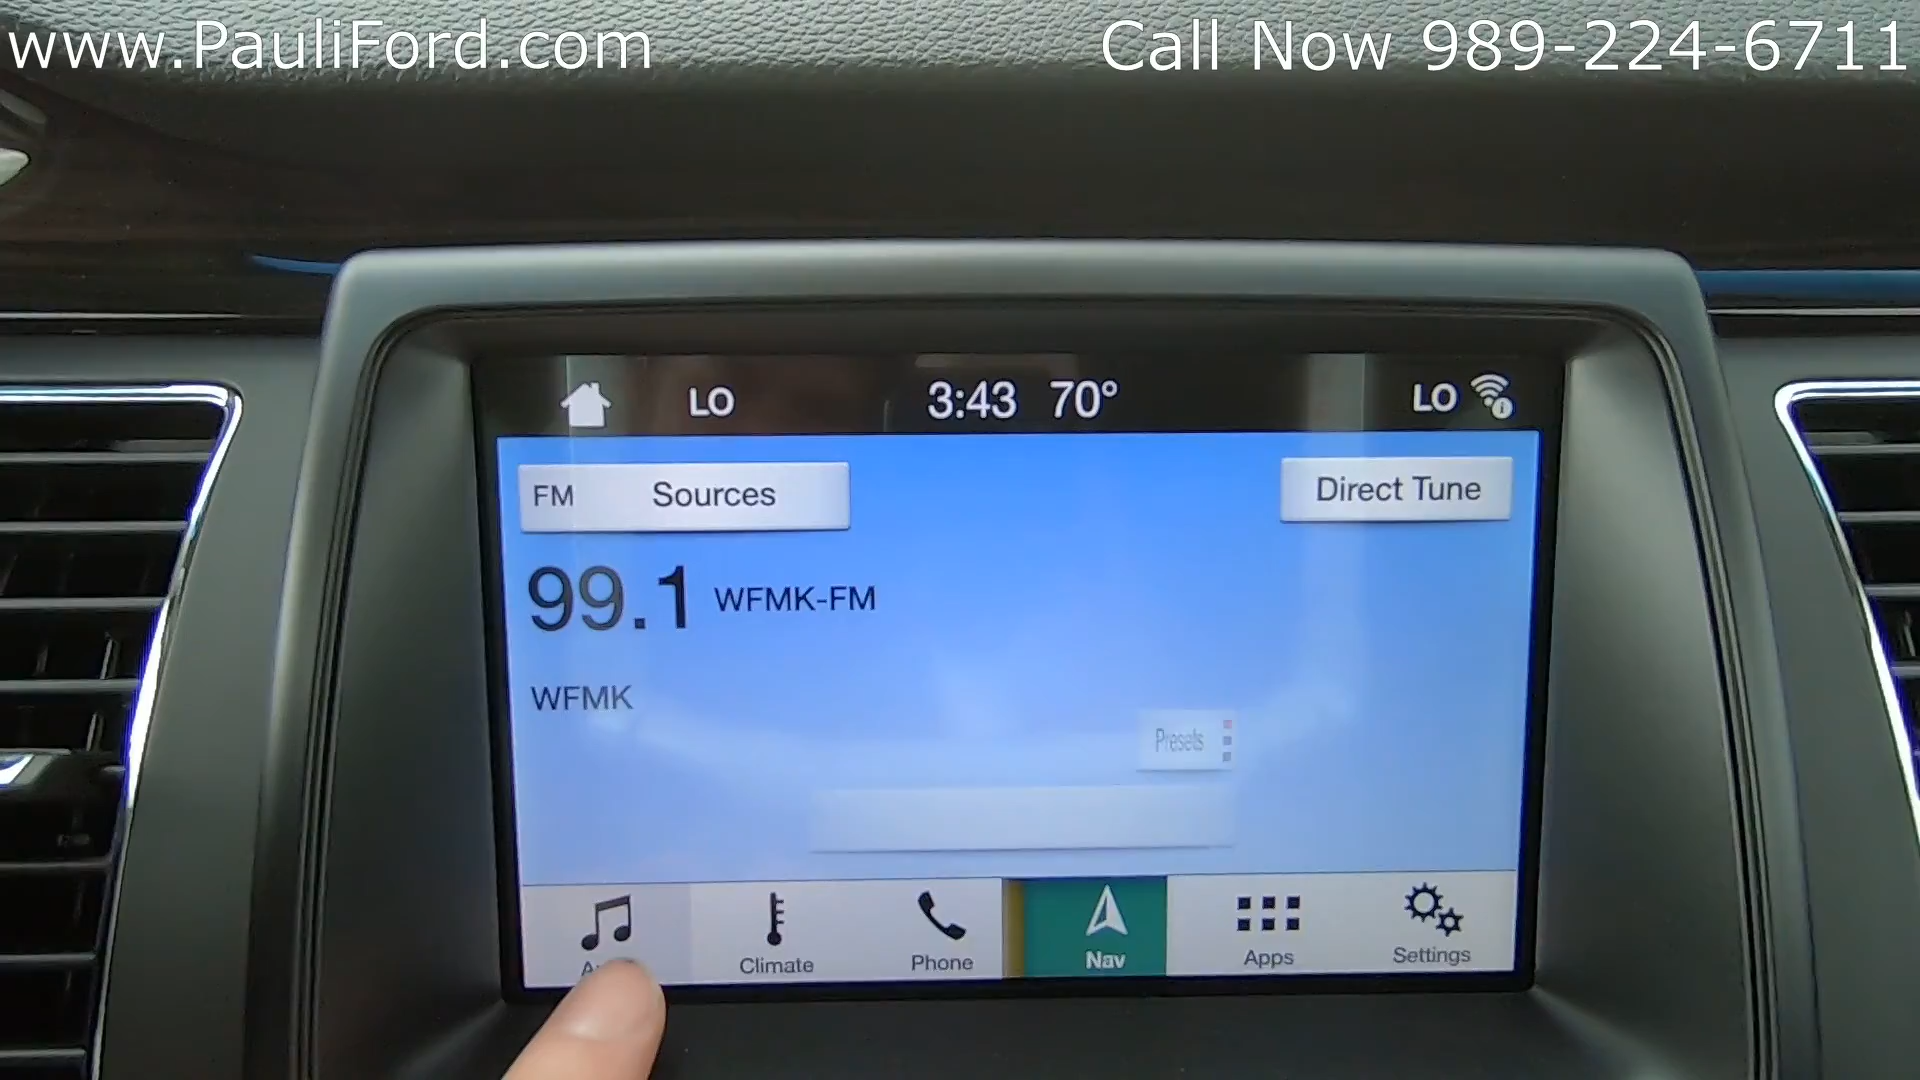 www.PauliFord.com
Call Now 989-224-6711
LO 3:43 70° LO
FM Sources
Direct Tune
99.1 WFMK-FM
WFMK
Presets
Climate Phone Nav Apps Settings